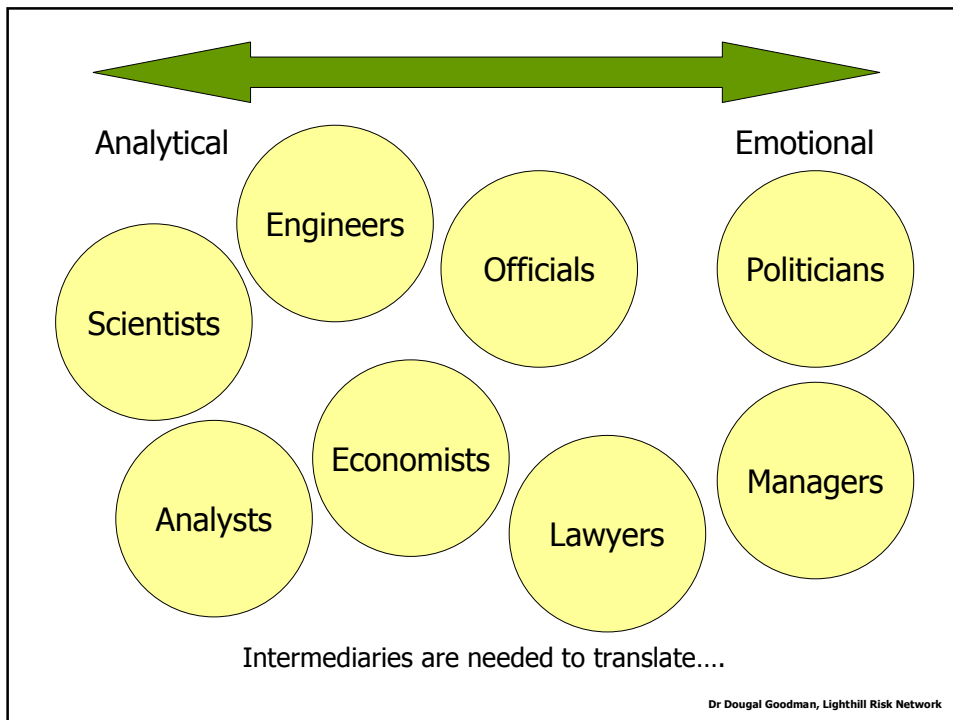 Analytical
Emotional
Engineers
Officials
Politicians
Scientists
Economists
Managers
Analysts
Lawyers
Intermediaries are needed to translate….
Dr Dougal Goodman, Lighthill Risk Network